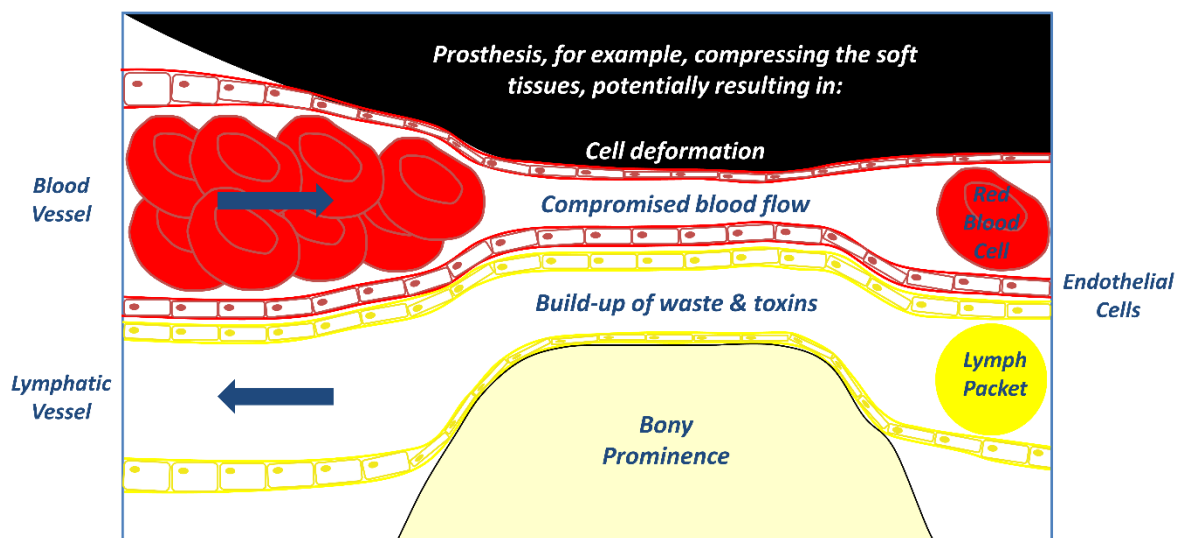 Prosthesis, for example, compressing the soft
tissues, potentially resulting in:
Cell deformation
Blood
Vessel
Compromised blood flow
Red
Blood
Cell
Endothelial
Cells
Build-up of waste & toxins
Lymphatic
Vessel
Lymph
Packet
Bony
Prominence